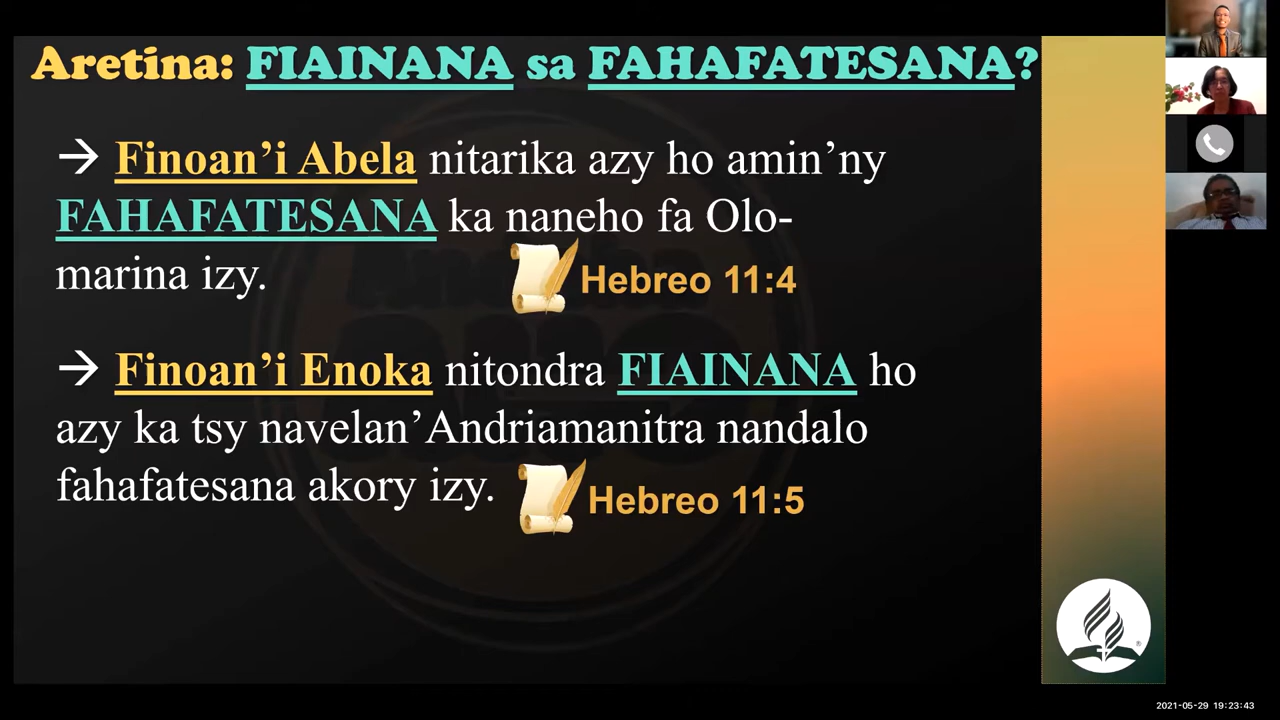 Aretina: FIAINANA sa FAHAFATESANA?
→ Finoan’i Abela nitarika azy ho amin’ny
FAHAFATESANA ka naneho fa Olo-
marina izy.
Hebreo 11:4
→ Finoan’i Enoka nitondra FIAINANA ho
azy ka tsy navelan’Andriamanitra nandalo
fahafatesana akory izy.
Hebreo 11:5
®
2021-05-29 19:23:43